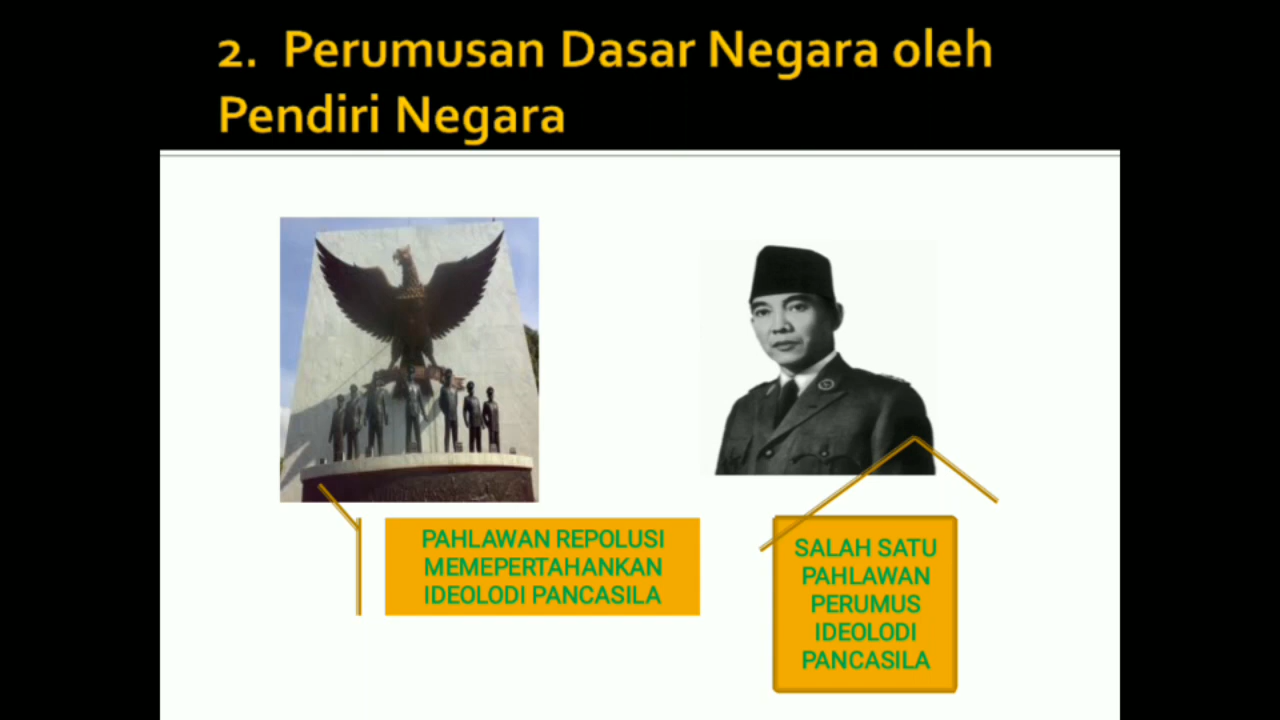 2. Perumusan Dasar Negara oleh
Pendiri Negara
PAHLAWAN REPOLUSI
MEMEPERTAHANKAN
IDEOLODI PANCASILA
SALAH SATU
PAHLAWAN
PERUMUS
IDEOLODI
PANCASILA